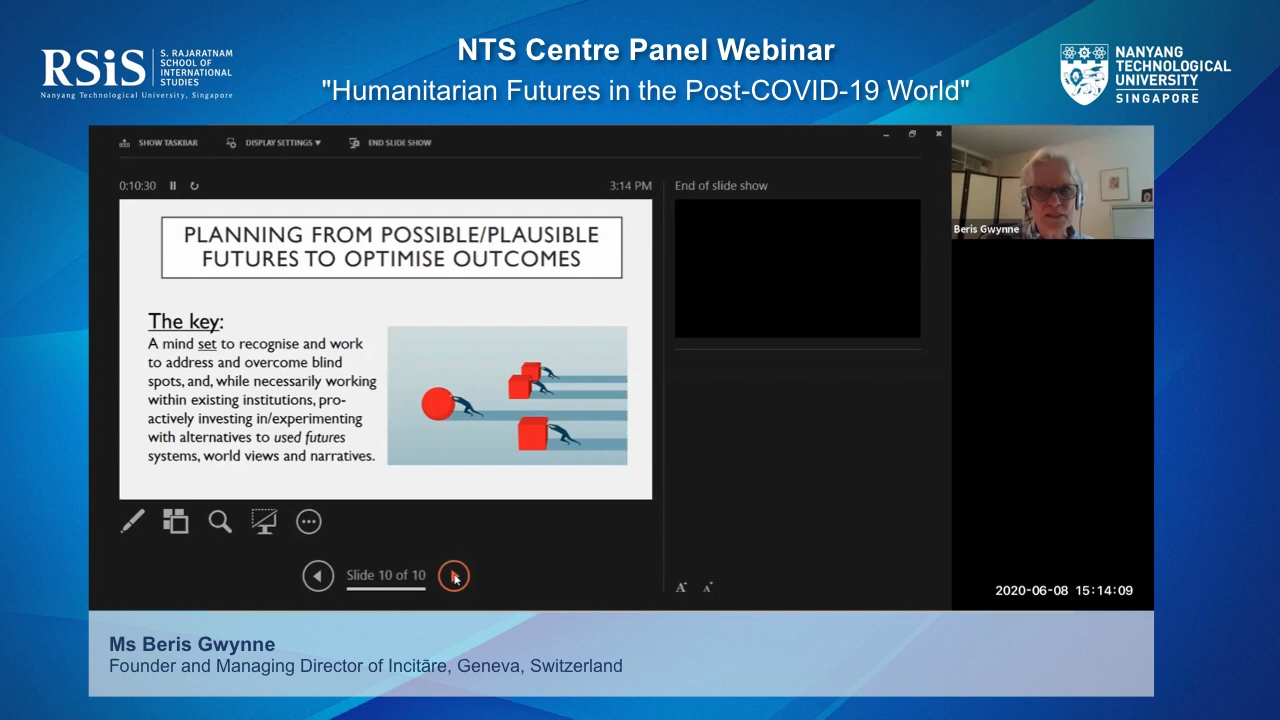 RSiS
S. RAJARATNAM
SCHOOL OF
INTERNATIONAL
STUDIES
Nanyang Technological University, Singapore
NTS Centre Panel Webinar
"Humanitarian Futures in the Post-COVID-19 World"
NANYANG
TECHNOLOGICAL
UNIVERSITY
SINGAPORE
SHOW TASKBAR
DISPLAY SETTINGS ▼
END SLIDE SHOW
0:10:30
3:14 PM
End of slide show
PLANNING FROM POSSIBLE/PLAUSIBLE
FUTURES TO OPTIMISE OUTCOMES
The key:
A mind set to recognise and work
to address and overcome blind
spots, and, while necessarily working
within existing institutions, pro-
actively investing in/experimenting
with alternatives to used futures
systems, world views and narratives.
Beris Gwynne
Slide 10 of 10
A A
2020-06-08 15:14:09
Ms Beris Gwynne
Founder and Managing Director of Incitāre, Geneva, Switzerland